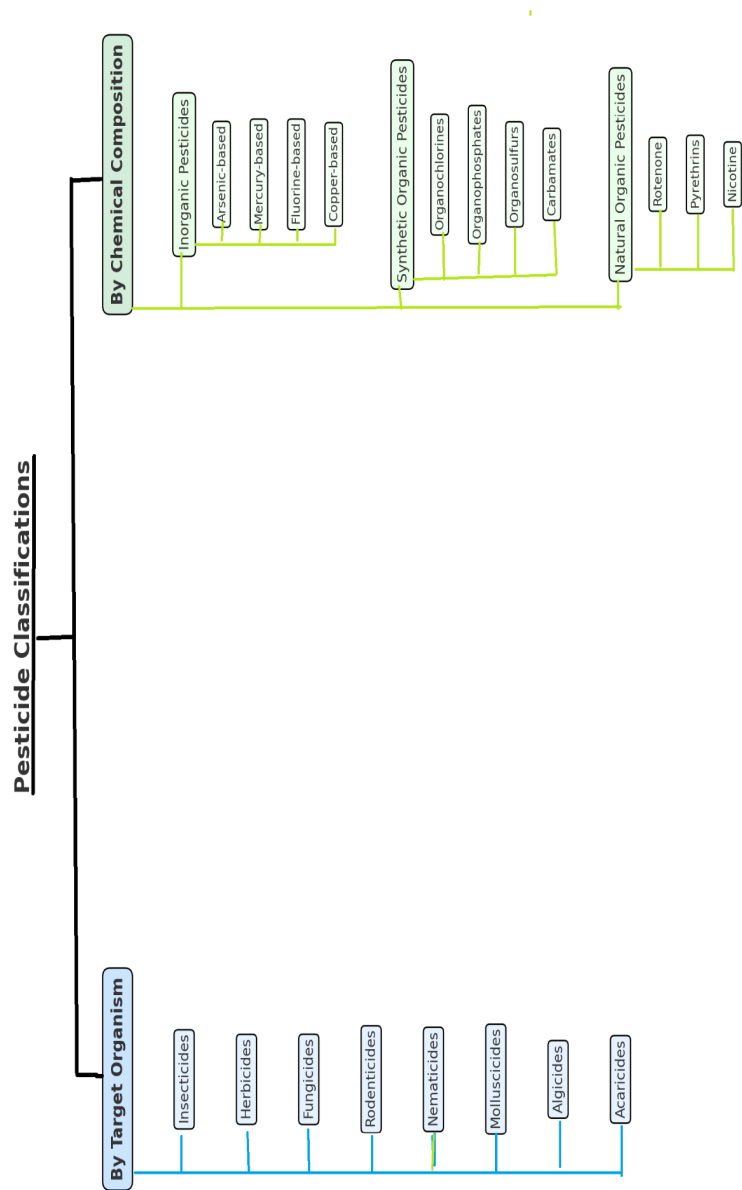 Pesticide Classifications
By Target Organism
Insecticides
Herbicides
Fungicides
Rodenticides
Nematicides
Molluscicides
Algicides
Acaricides
By Chemical Composition
Inorganic Pesticides
Arsenic-based
Mercury-based
Fluorine-based
Copper-based
Synthetic Organic Pesticides
Organochlorines
Organophosphates
Organosulfurs
Carbamates
Natural Organic Pesticides
Rotenone
Pyrethrins
Nicotine